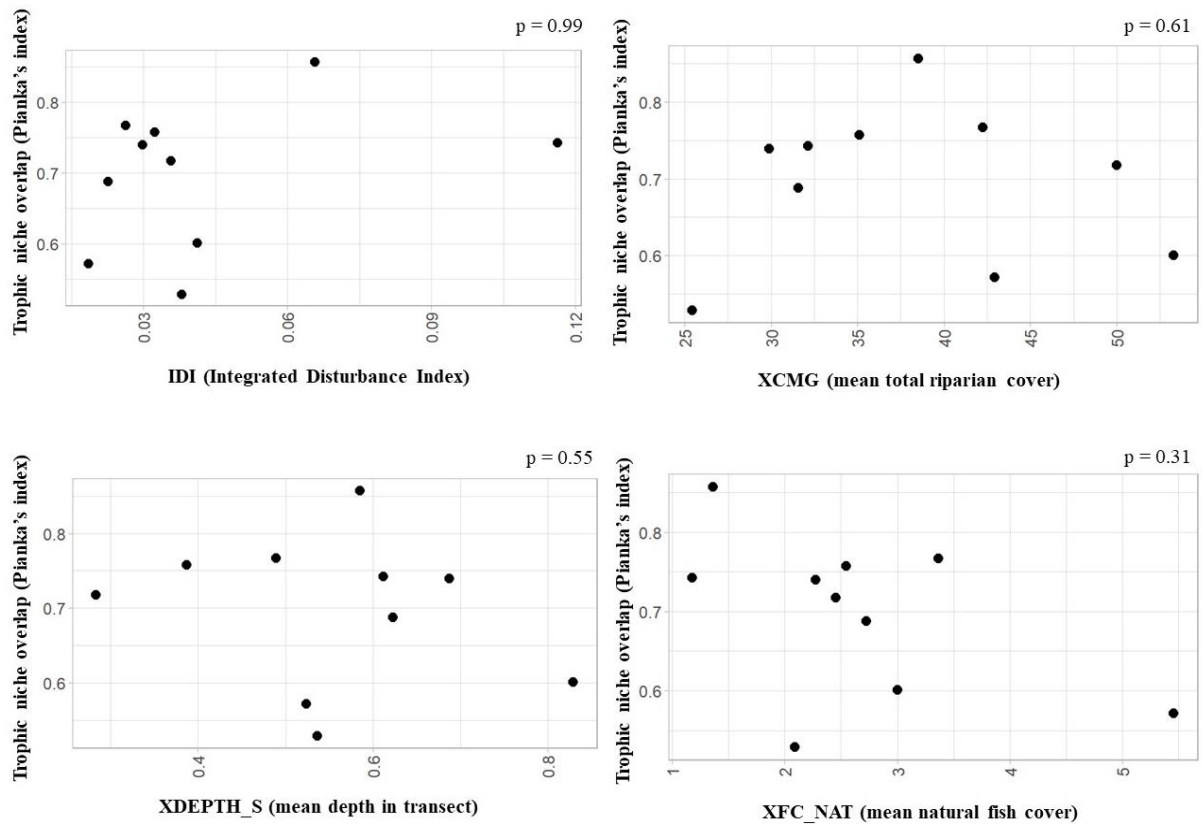 p = 0.99
Trophic niche overlap (Pianka's index)
0.8
0.7
0.6
0.03
0.06
0.09
0.12
IDI (Integrated Disturbance Index)
p = 0.61
Trophic niche overlap (Pianka's index)
0.8
0.7
0.6
25
30
35
40
45
50
XCMG (mean total riparian cover)
p = 0.55
Trophic niche overlap (Pianka's index)
0.8
0.7
0.6
0.4
0.6
0.8
XDEPTH_S (mean depth in transect)
p = 0.31
Trophic niche overlap (Pianka's index)
0.8
0.7
0.6
1
2
3
4
5
XFC_NAT (mean natural fish cover)